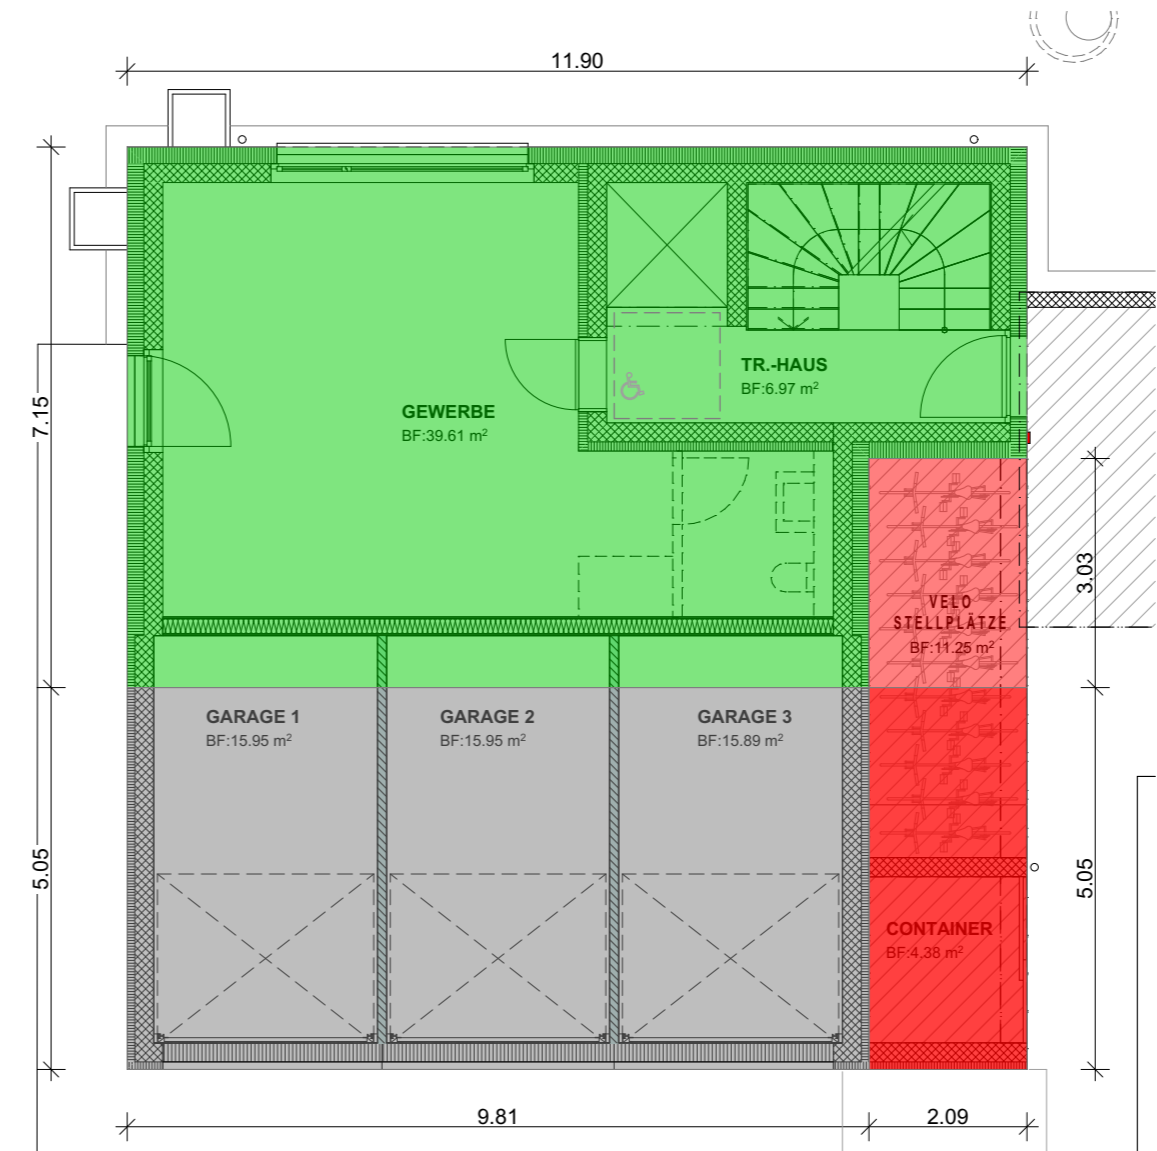 11.90
7.15
TR.-HAUS
BF:6.97 m²
GEWERBE
BF:39.61 m²
3.03
VELO
STELLPLÄTZE
BF:11.25 m²
GARAGE 1
BF:15.95 m²
GARAGE 2
BF:15.95 m²
GARAGE 3
BF:15.89 m²
5.05
5.05
CONTAINER
BF:4.38 m²
9.81
2.09